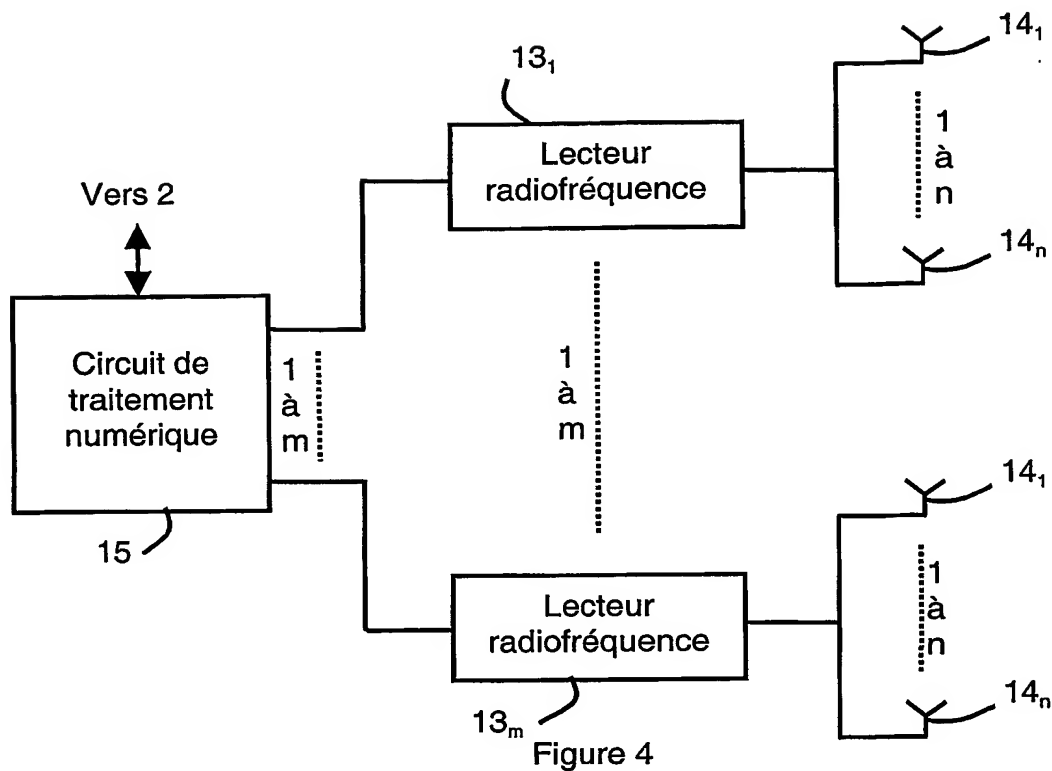 14₁
13₁
Lecteur
radiofréquence
1
à
n
Vers 2
14ₙ
Circuit de
traitement
numérique
1
à
m
1
à
m
15
14₁
Lecteur
radiofréquence
1
à
n
13ₘ
14ₙ
Figure 4